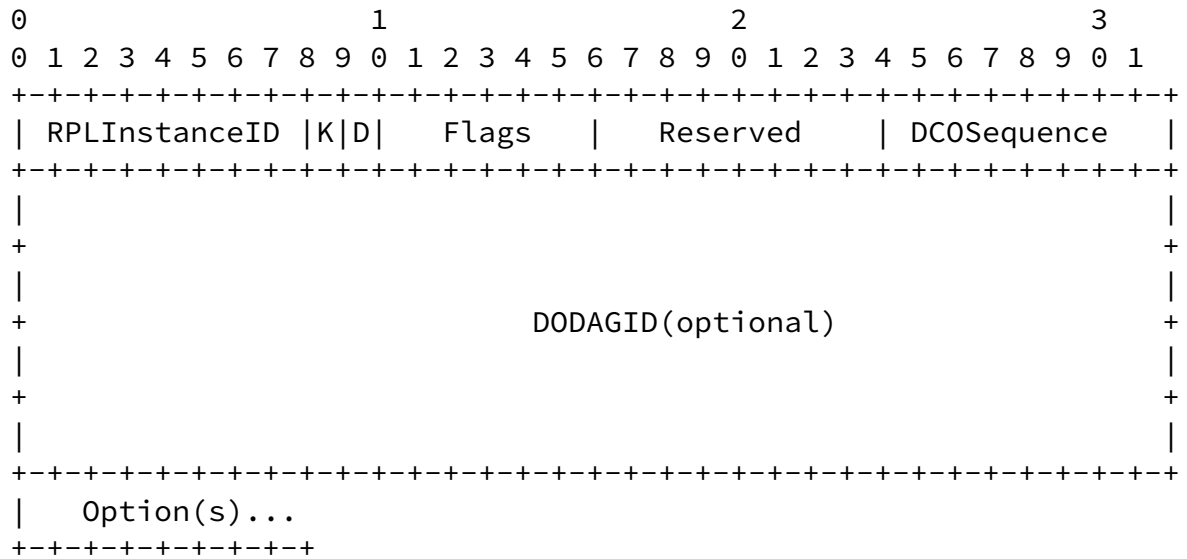 0                   1                   2                   3
0 1 2 3 4 5 6 7 8 9 0 1 2 3 4 5 6 7 8 9 0 1 2 3 4 5 6 7 8 9 0 1
+-+-+-+-+-+-+-+-+-+-+-+-+-+-+-+-+-+-+-+-+-+-+-+-+-+-+-+-+-+-+-+-+
| RPLInstanceID |K|D|   Flags   |   Reserved    | DCOSequence   |
+-+-+-+-+-+-+-+-+-+-+-+-+-+-+-+-+-+-+-+-+-+-+-+-+-+-+-+-+-+-+-+-+
|                                                               |
+                                                               +
|                                                               |
+                            DODAGID(optional)                  +
|                                                               |
+                                                               +
|                                                               |
+-+-+-+-+-+-+-+-+-+-+-+-+-+-+-+-+-+-+-+-+-+-+-+-+-+-+-+-+-+-+-+-+
|   Option(s)...
+-+-+-+-+-+-+-+-+